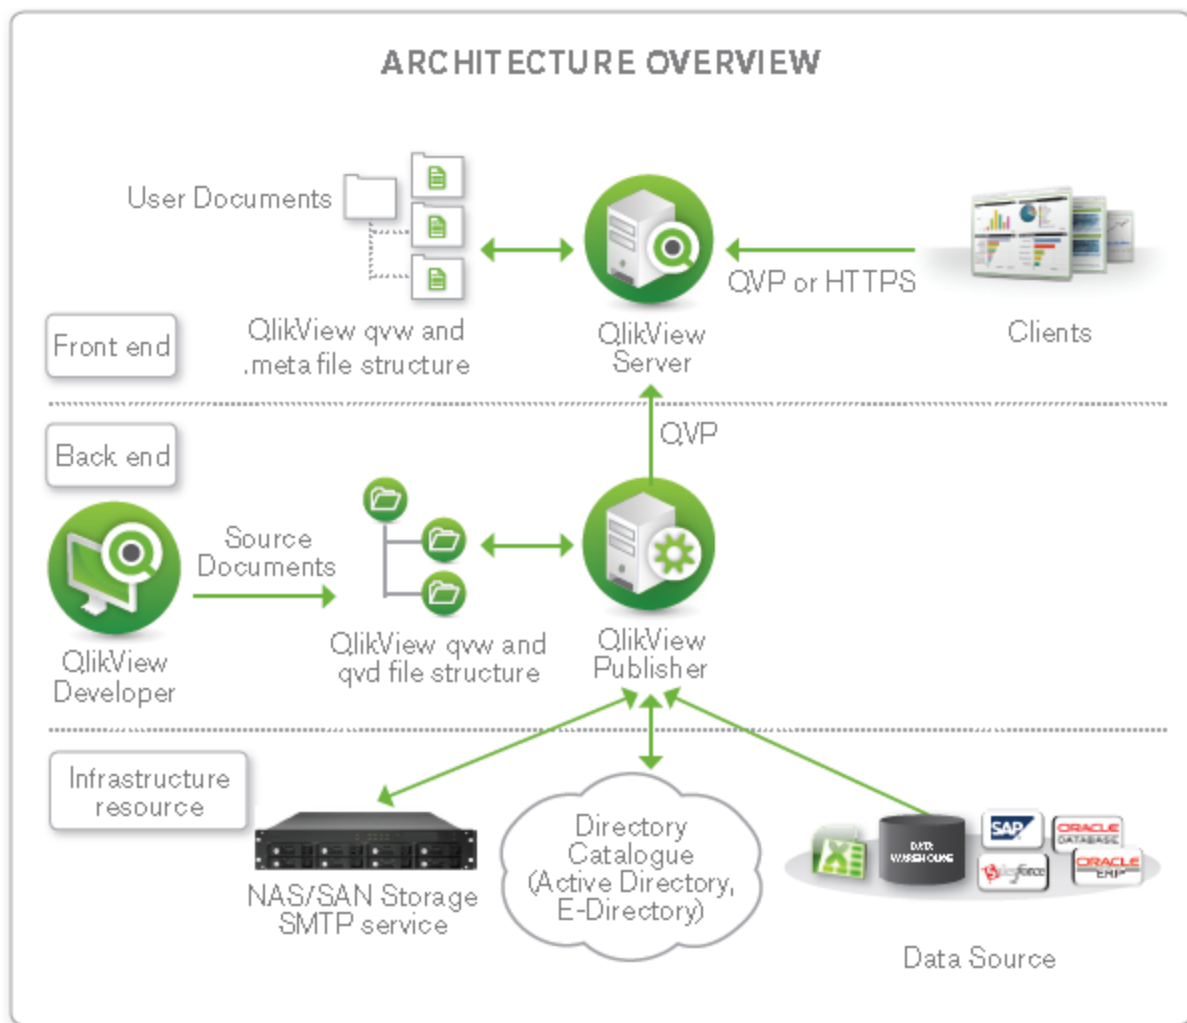 ARCHITECTURE OVERVIEW
User Documents
QlikView qvw and
.meta file structure
QlikView
Server
QVP or HTTPS
Clients
Front end
Back end
QVP
QlikView
Developer
Source
Documents
QlikView qvw and
qvd file structure
QlikView
Publisher
Infrastructure
resource
NAS/SAN Storage
SMTP service
Directory
Catalogue
(Active Directory,
E-Directory)
DATA
WAREHOUSE
SAP
ORACLE
DATABASE
salesforce
ORACLE
ERP
Data Source